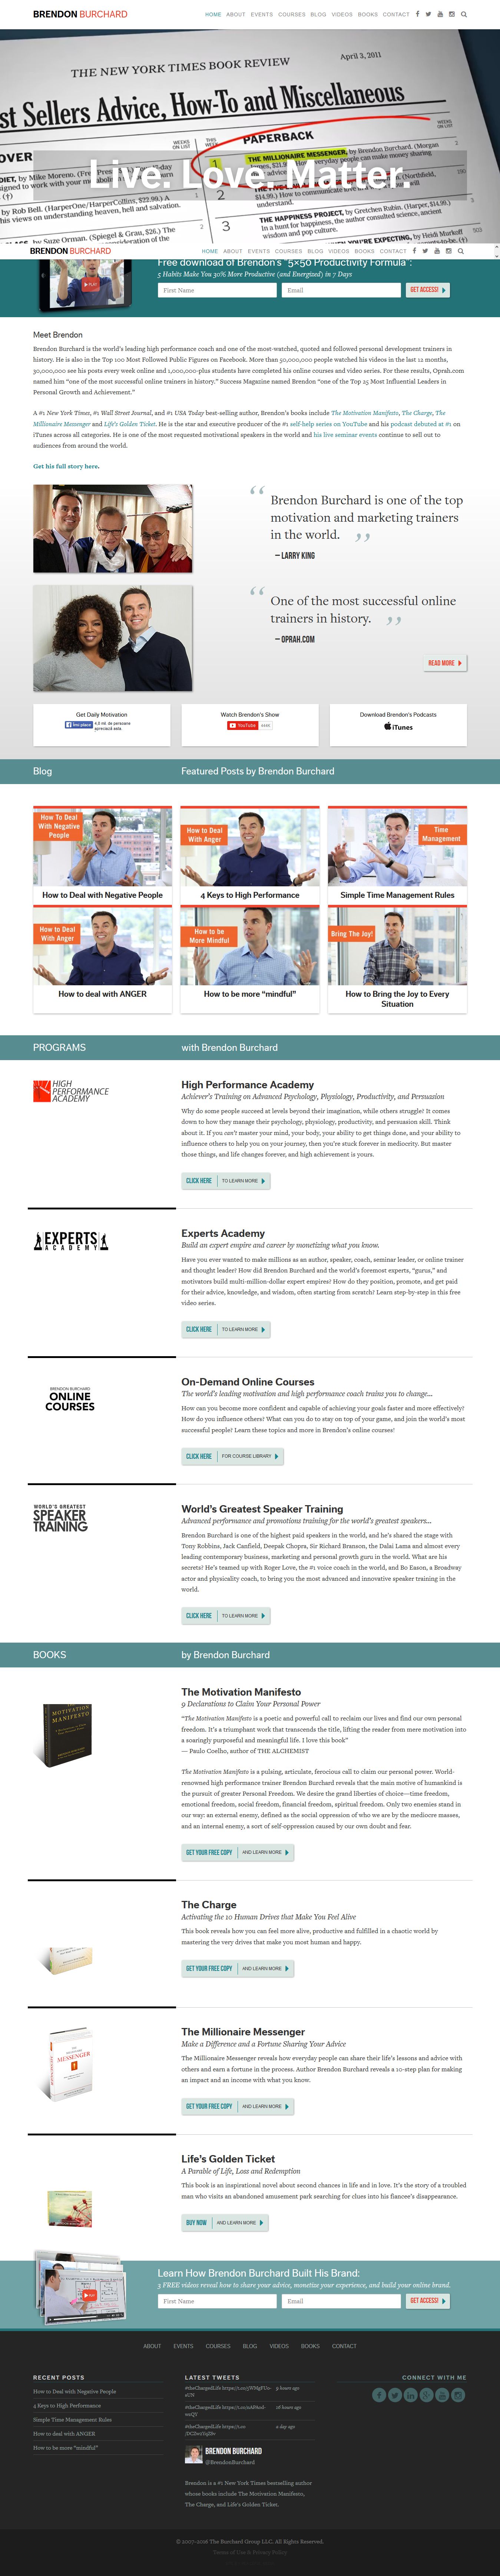 BRENDON BURCHARD
HOME ABOUT EVENTS COURSES BLOG VIDEOS BOOKS CONTACT
April 3, 2011
THE NEW YORK TIMES BOOK REVIEW
st Sellers Advice, How-To and Miscellaneous
PAPERBACK
Live. Love. Matter.
BRENDON BURCHARD
HOME ABOUT EVENTS COURSES BLOG VIDEOS BOOKS CONTACT
Free download of Brendon's "5×50 Productivity Formula":
5 Habits Make You 30% More Productive (and Energized) in 7 Days
First Name Email GET ACCESS!
Meet Brendon
Brendon Burchard is the world's leading high performance coach and one of the most-watched, quoted and followed personal development trainers in
history. He is also in the Top 100 Most Followed Public Figures on Facebook. More than 50,000,000 people watched his videos in the last 12 months,
30,000,000 see his posts every week online and 1,000,000-plus students have completed his online courses and video series. For these results, Oprah.com
named him "one of the most successful online trainers in history." Success Magazine named Brendon "one of the Top 25 Most Influential Leaders in
Personal Growth and Achievement."
A #1 New York Times, #1 Wall Street Journal, and #1 USA Today best-selling author, Brendon's books include The Motivation Manifesto, The Charge, The
Millionaire Messenger and Life's Golden Ticket. He is the star and executive producer of the #1 self-help series on YouTube and his podcast debuted at #1 on
iTunes across all categories. He is one of the most requested motivational speakers in the world and his live seminar events continue to sell out to
audiences from around the world.
Get his full story here.
Brendon Burchard is one of the top
motivation and marketing trainers
in the world.
– LARRY KING
One of the most successful online
trainers in history.
– OPRAH.COM
READ MORE
Get Daily Motivation
Watch Brendon's Show
YouTube
Download Brendon's Podcasts
iTunes
Blog Featured Posts by Brendon Burchard
How To Deal
With Negative
People
How to Deal with Negative People
How to Deal
With Anger
4 Keys to High Performance
Time
Management
Simple Time Management Rules
How to Deal
With Anger
How to deal with ANGER
How to be
More Mindful
How to be more "mindful"
Bring The Joy!
How to Bring the Joy to Every
Situation
PROGRAMS with Brendon Burchard
HIGH
PERFORMANCE
ACADEMY
High Performance Academy
Achiever's Training on Advanced Psychology, Physiology, Productivity, and Persuasion
Why do some people succeed at levels beyond their imagination, while others struggle? It comes
down to how they manage their psychology, physiology, productivity, and persuasion skill. Think
about it. If you can't master your mind, your body, your ability to get things done, and your ability to
influence others to help you on your journey, then you're stuck forever in mediocrity. But master
those things, and life changes forever, and high achievement is yours.
CLICK HERE TO LEARN MORE
EXPERTS
ACADEMY
Experts Academy
Build an expert empire and career by monetizing what you know.
Have you ever wanted to make millions as an author, speaker, coach, seminar leader, or online trainer
and thought leader? How did Brendon Burchard and the world's foremost experts, "gurus," and
motivators build multi-million-dollar expert empires? How do they position, promote, and get paid
for their advice, knowledge, and wisdom, often starting from scratch? Learn step-by-step in this free
video series.
CLICK HERE TO LEARN MORE
BRENDON BURCHARD
ONLINE
COURSES
On-Demand Online Courses
The world's leading motivation and high performance coach trains you to change...
How can you become more confident and capable of achieving your goals faster and more effectively?
How do you influence others? What can you do to stay on top of your game, and join the world's most
successful people? Learn these topics and more in Brendon's online courses!
CLICK HERE FOR COURSE LIBRARY
WORLD'S GREATEST
SPEAKER
TRAINING
World's Greatest Speaker Training
Advanced performance and promotions training for the world's greatest speakers...
Brendon Burchard is one of the highest paid speakers in the world, and he's shared the stage with
Tony Robbins, Jack Canfield, Deepak Chopra, Sir Richard Branson, the Dalai Lama and almost every
leading contemporary business, marketing and personal growth guru in the world. What are his
secrets? He's teamed up with Roger Love, the #1 voice coach in the world, and Bo Eason, a Broadway
actor and physicality coach, to bring you the most advanced and innovative speaker training in the
world.
CLICK HERE TO LEARN MORE
BOOKS by Brendon Burchard
MOTIVATION
MANIFESTO
The Motivation Manifesto
9 Declarations to Claim Your Personal Power
"The Motivation Manifesto is a poetic and powerful call to reclaim our lives and find our own personal
freedom. It's a triumphant work that transcends the title, lifting the reader from mere motivation into
a soaringly purposeful and meaningful life. I love this book"
— Paulo Coelho, author of THE ALCHEMIST
The Motivation Manifesto is a pulsing, articulate, ferocious call to claim our personal power. World-
renowned high performance trainer Brendon Burchard reveals that the main motive of humankind is
the pursuit of greater Personal Freedom. We desire the grand liberties of choice—time freedom,
emotional freedom, social freedom, financial freedom, spiritual freedom. Only two enemies stand in
our way: an external enemy, defined as the social oppression of who we are by the mediocre masses,
and an internal enemy, a sort of self-oppression caused by our own doubt and fear.
GET YOUR FREE COPY AND LEARN MORE
The Charge
Activating the 10 Human Drives that Make You Feel Alive
This book reveals how you can feel more alive, productive and fulfilled in a chaotic world by
mastering the very drives that make you most human and happy.
GET YOUR FREE COPY AND LEARN MORE
MESSENGER
The Millionaire Messenger
Make a Difference and a Fortune Sharing Your Advice
The Millionaire Messenger reveals how everyday people can share their life's lessons and advice with
others and earn a fortune in the process. Author Brendon Burchard reveals a 10-step plan for making
an impact and an income with what you know.
GET YOUR FREE COPY AND LEARN MORE
Life's Golden Ticket
A Parable of Life, Loss and Redemption
This book is an inspirational novel about second chances in life and in love. It's the story of a troubled
man who visits an abandoned amusement park searching for clues into his fiancée's disappearance.
BUY NOW AND LEARN MORE
Learn How Brendon Burchard Built His Brand:
3 FREE videos reveal how to share your advice, monetize your experience, and build your online brand.
First Name Email GET ACCESS!
ABOUT EVENTS COURSES BLOG VIDEOS BOOKS CONTACT
RECENT POSTS
How to Deal with Negative People
4 Keys to High Performance
Simple Time Management Rules
How to deal with ANGER
How to be more "mindful"
LATEST TWEETS
#theChargedLife 9 hours ago
#theChargedLife 18 hours ago
#theChargedLife a day ago
BRENDON BURCHARD
@BrendonBurchard
Brendon is a #1 New York Times bestselling author
whose books include The Motivation Manifesto,
The Charge, and Life's Golden Ticket.
CONNECT WITH ME
© 2007-2016 The Burchard Group LLC. All Rights Reserved.
Terms of Use & Privacy Policy